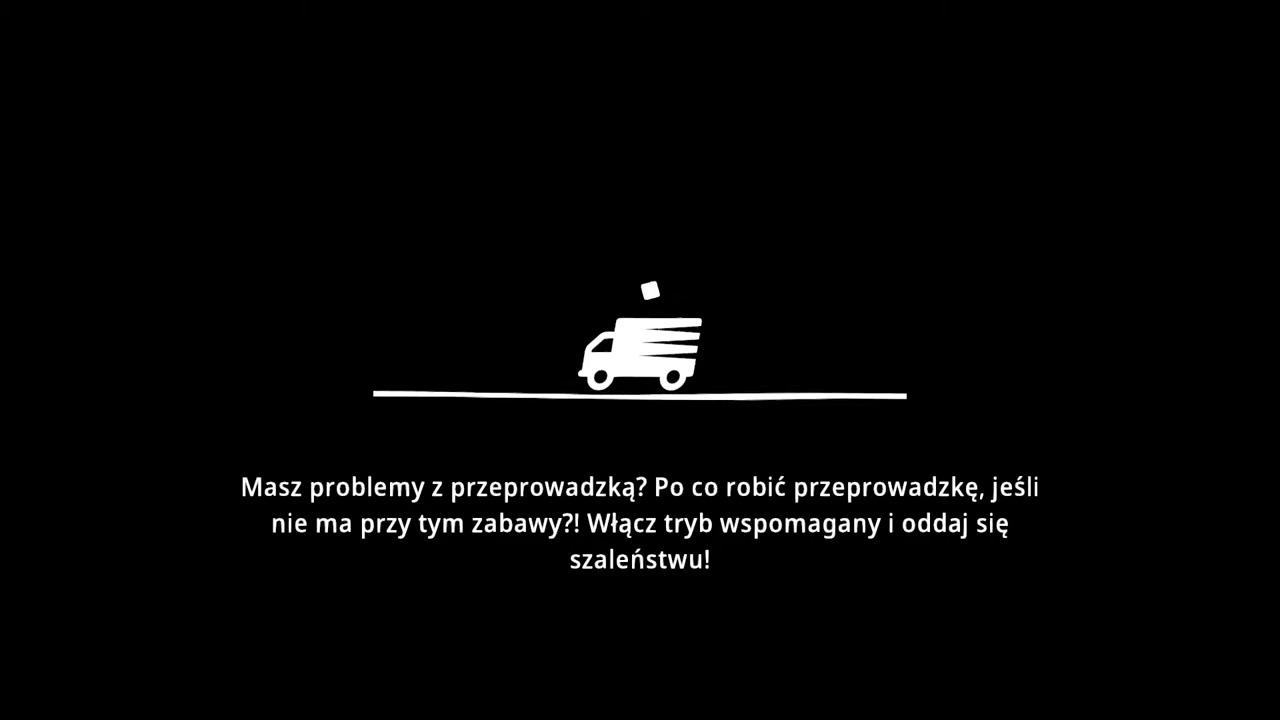 Masz problemy z przeprowadzką? Po co robić przeprowadzkę, jeśli
nie ma przy tym zabawy?! Włącz tryb wspomagany i oddaj się
szaleństwu!